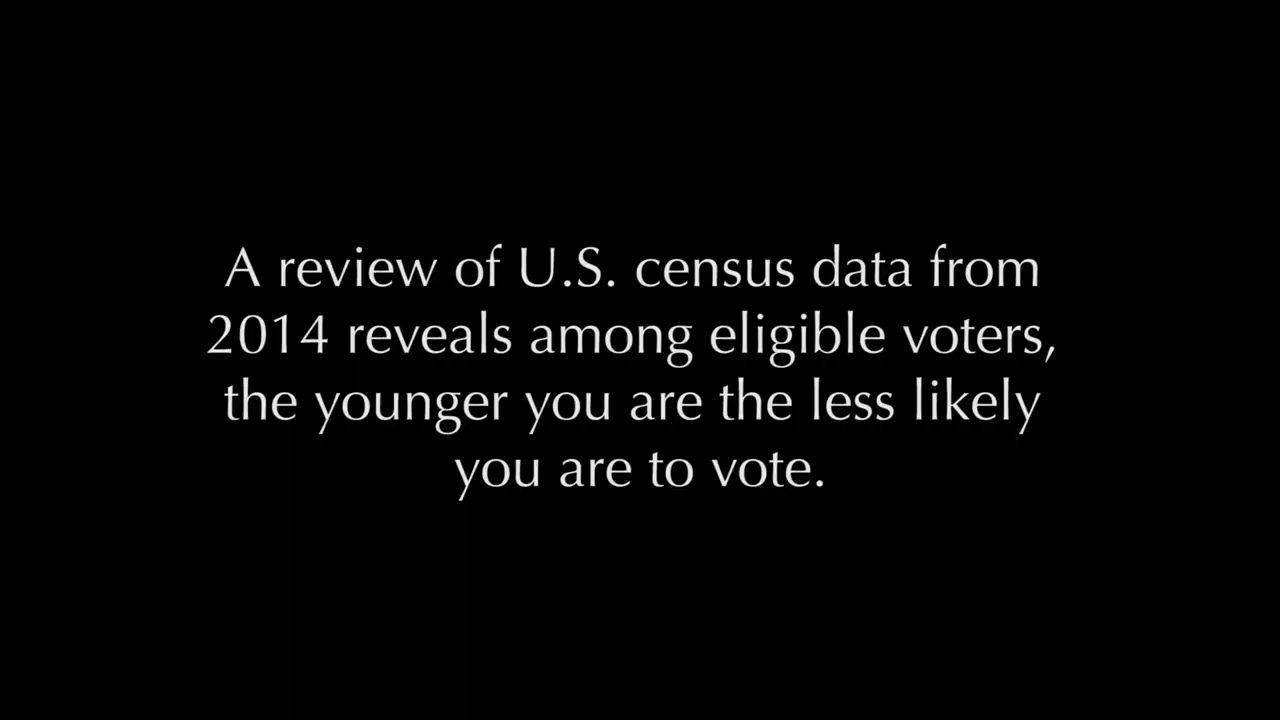 A review of U.S. census data from
2014 reveals among eligible voters,
the younger you are the less likely
you are to vote.